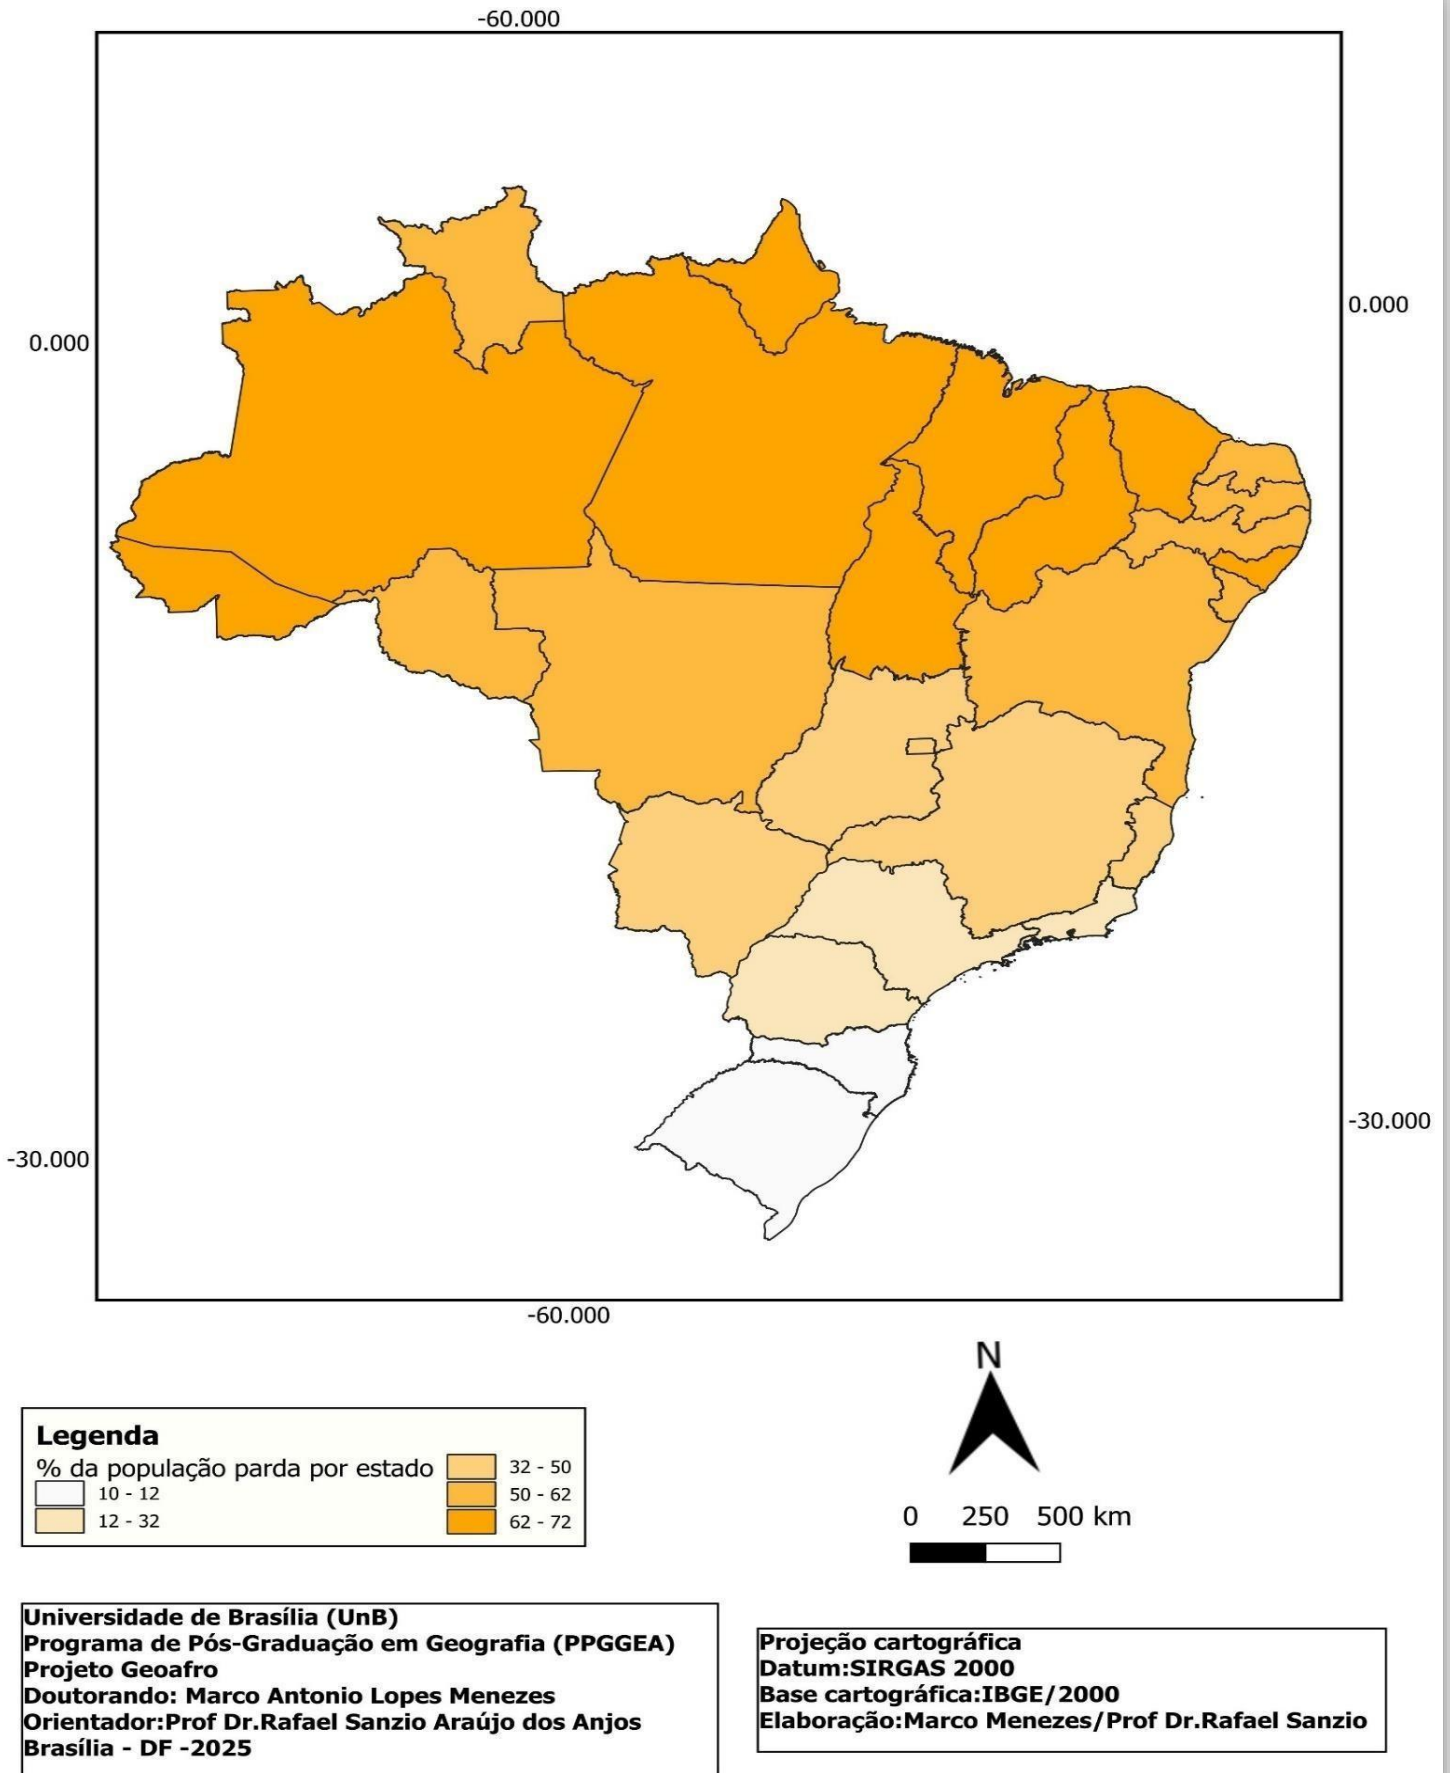 -60.000
0.000
0.000
-30.000
-30.000
-60.000
N
Legenda
% da população parda por estado
10 - 12
12 - 32
32 - 50
50 - 62
62 - 72
0 250 500 km
Universidade de Brasília (UnB)
Programa de Pós-Graduação em Geografia (PPGGEA)
Projeto Geoafro
Doutorando: Marco Antonio Lopes Menezes
Orientador:Prof Dr.Rafael Sanzio Araújo dos Anjos
Brasília - DF -2025
Projeção cartográfica
Datum:SIRGAS 2000
Base cartográfica:IBGE/2000
Elaboração:Marco Menezes/Prof Dr.Rafael Sanzio